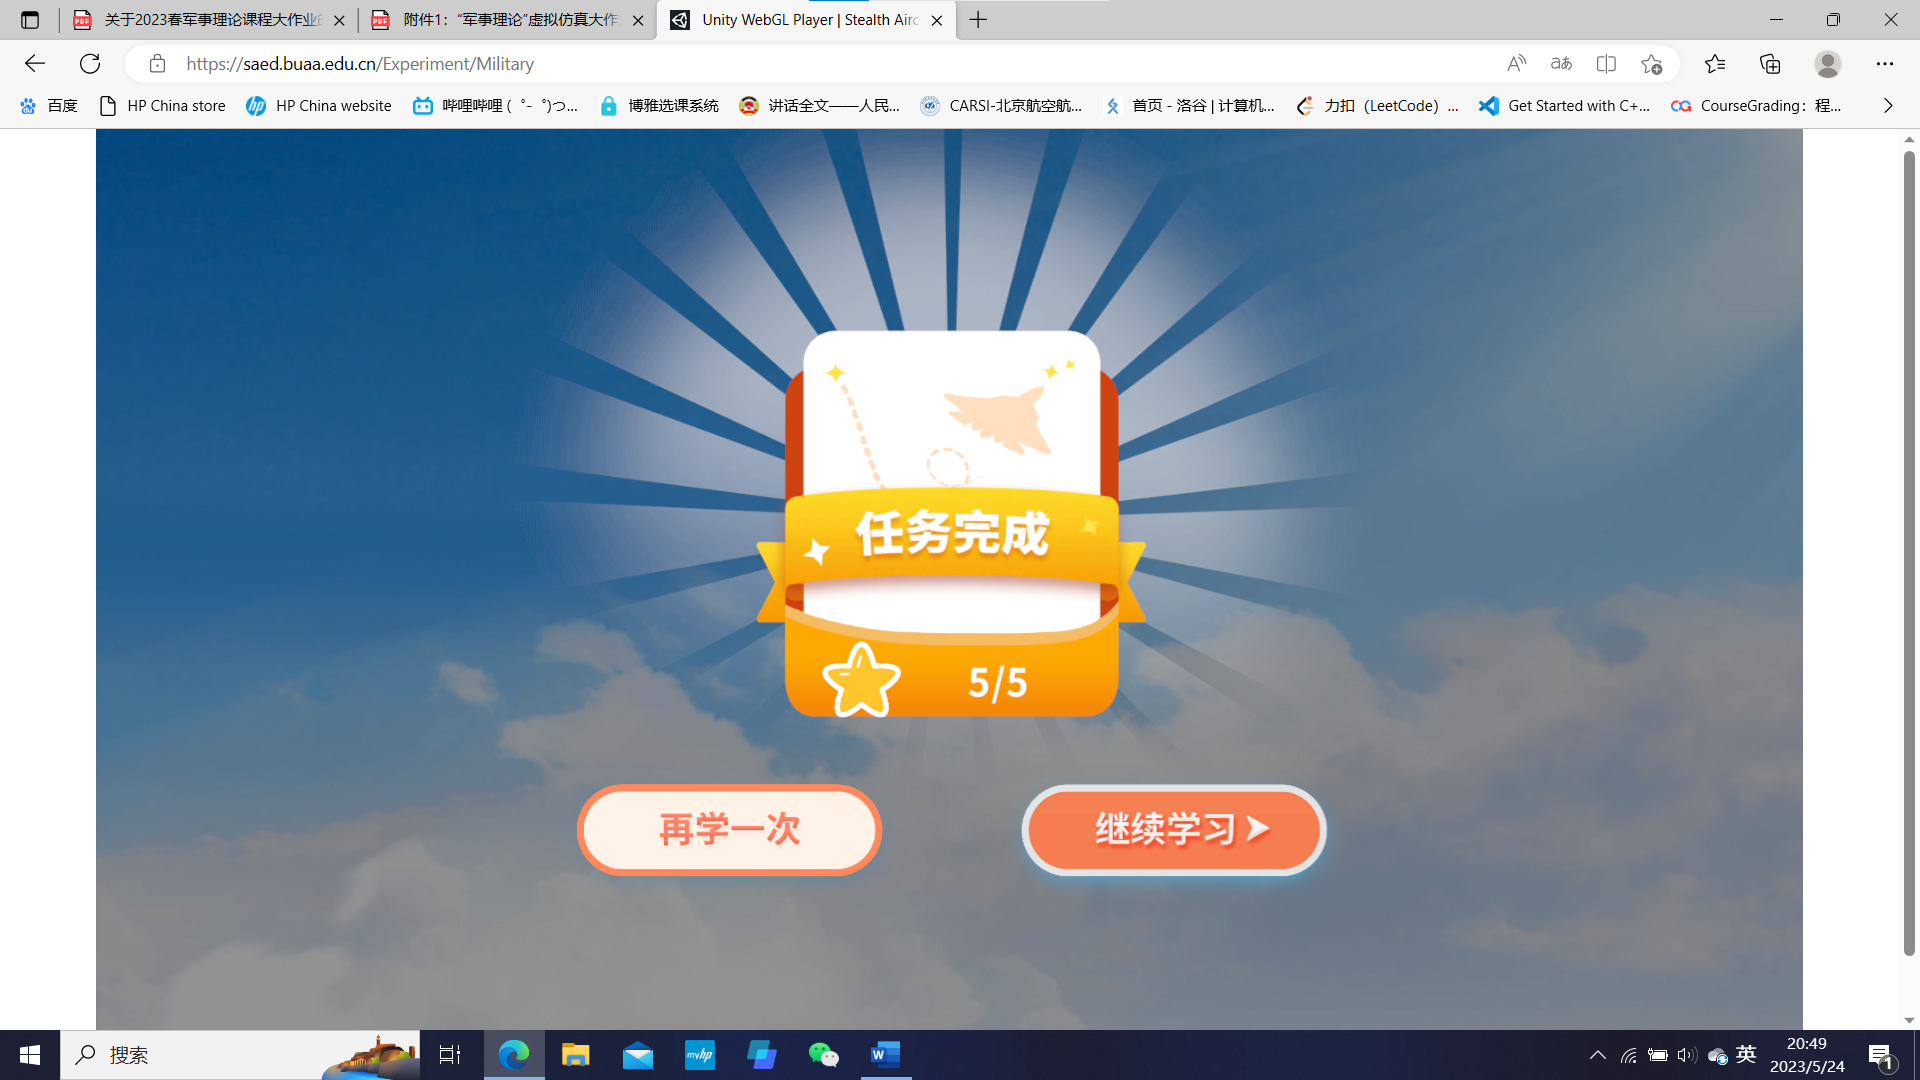 关于2023春军事理论课程大作业
附件1：“军事理论”虚拟仿真大作
Unity WebGL Player | Stealth Airc
https://saed.buaa.edu.cn/Experiment/Military
百度
HP China store
HP China website
哔哩哔哩 ( ゜- ゜)つ...
博雅选课系统
讲话全文——人民...
CARSI-北京航空航...
首页 - 洛谷 | 计算机...
力扣（LeetCode）...
Get Started with C+...
CourseGrading：程...
任务完成
5/5
再学一次
继续学习
搜索
myhp
英
20:49
2023/5/24
1